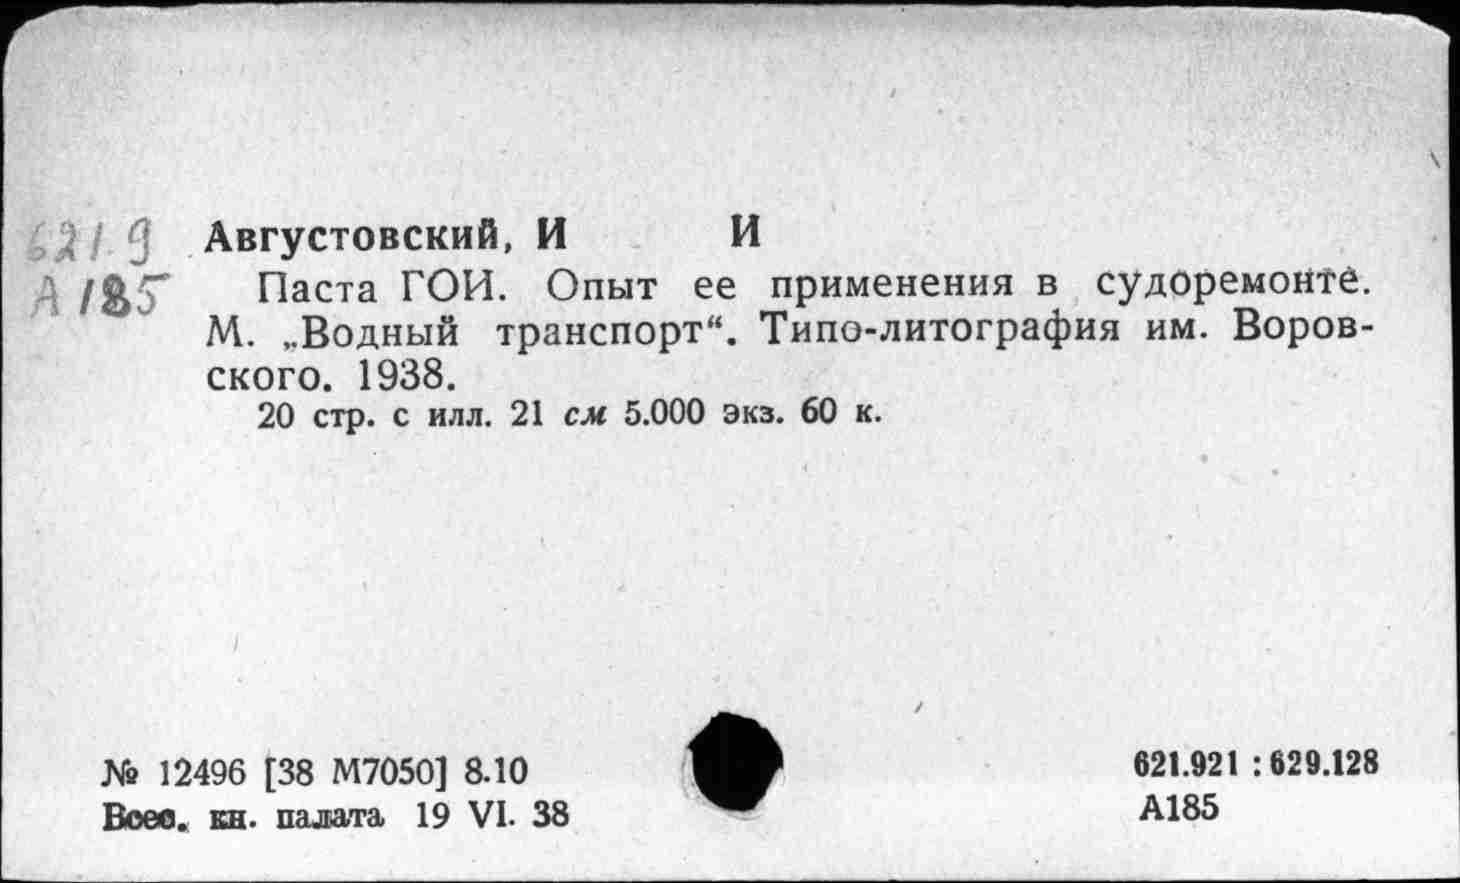 621.9
А185
Августовский, И И
Паста ГОИ. Опыт ее применения в судоремонте.
М. „Водный транспорт“. Типо-литография им. Воров-
ского. 1938.
20 стр. с илл. 21 см 5.000 экз. 60 к.
№ 12496 [38 М7050] 8.10
Всес. кн. палата 19 VI. 38
621.921 : 629.128
А185